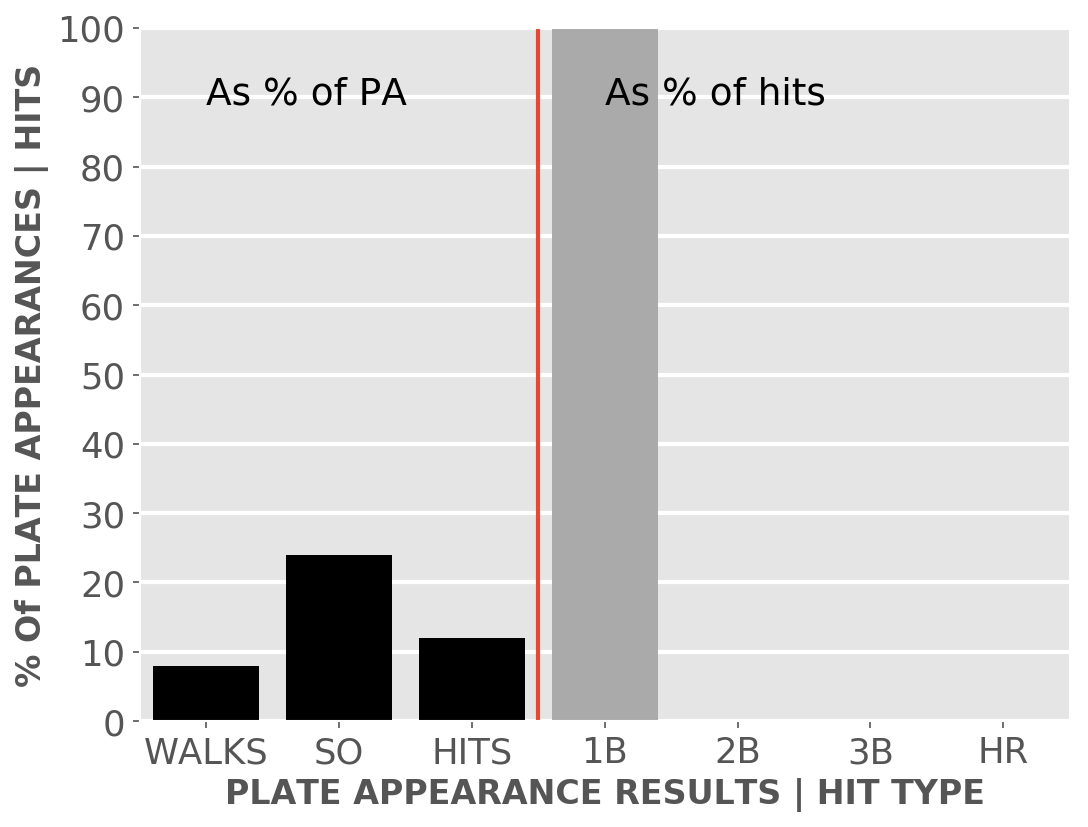 % Of PLATE APPEARANCES | HITS
100
90
80
70
60
50
40
30
20
10
0
As % of PA
As % of hits
WALKS SO HITS 1B 2B 3B HR
PLATE APPEARANCE RESULTS | HIT TYPE